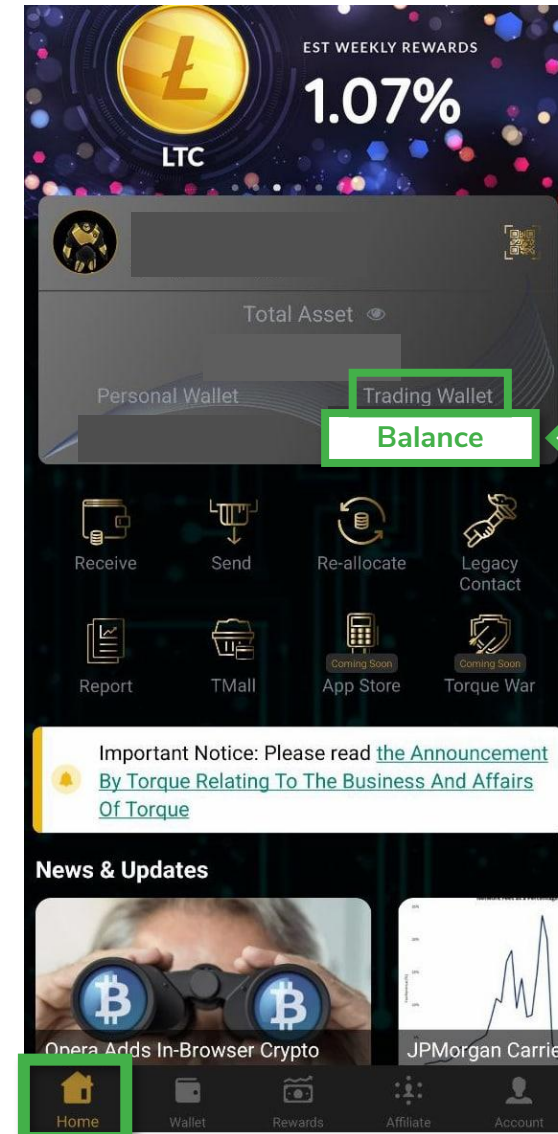 EST WEEKLY REWARDS
1.07%
LTC
Total Asset
Personal Wallet
Trading Wallet
Balance
Receive
Send
Re-allocate
Legacy
Contact
Report
TMall
Coming Soon
App Store
Coming Soon
Torque War
Important Notice: Please read the Announcement
By Torque Relating To The Business And Affairs
Of Torque
News & Updates
Opera Adds In-Browser Crypto
JPMorgan Carrie
Home
Wallet
Rewards
Affiliate
Account